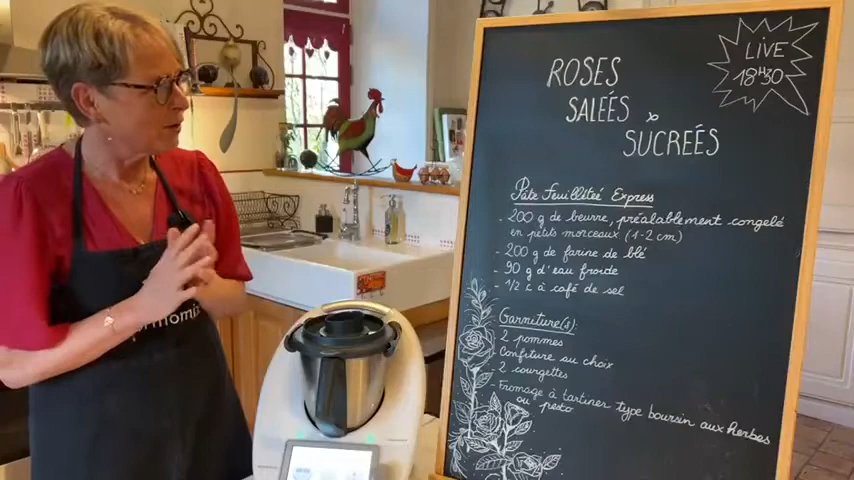 LIVE
18H30
ROSES
SALÉES &
SUCRÉES
Pâte Feuilletée Express
- 200 g de beurre, préalablement congelé
en petits morceaux (1-2 cm)
- 200 g de farine de blé
- 90 g d'eau froide
- 1/2 c à café de sel
Garniture(s):
- 2 pommes
- Confiture au choix
- 2 courgettes
- Fromage à tartiner type boursin aux herbes
ou pesto